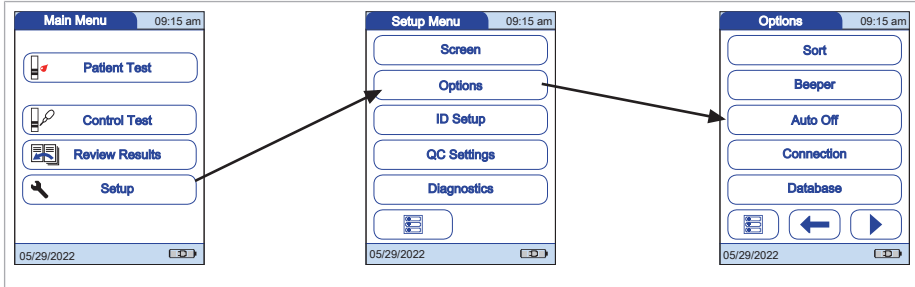 Main Menu 09:15 am
Patient Test
Control Test
Review Results
Setup
05/29/2022
Setup Menu 09:15 am
Screen
Options
ID Setup
QC Settings
Diagnostics
05/29/2022
Options 09:15 am
Sort
Beeper
Auto Off
Connection
Database
05/29/2022